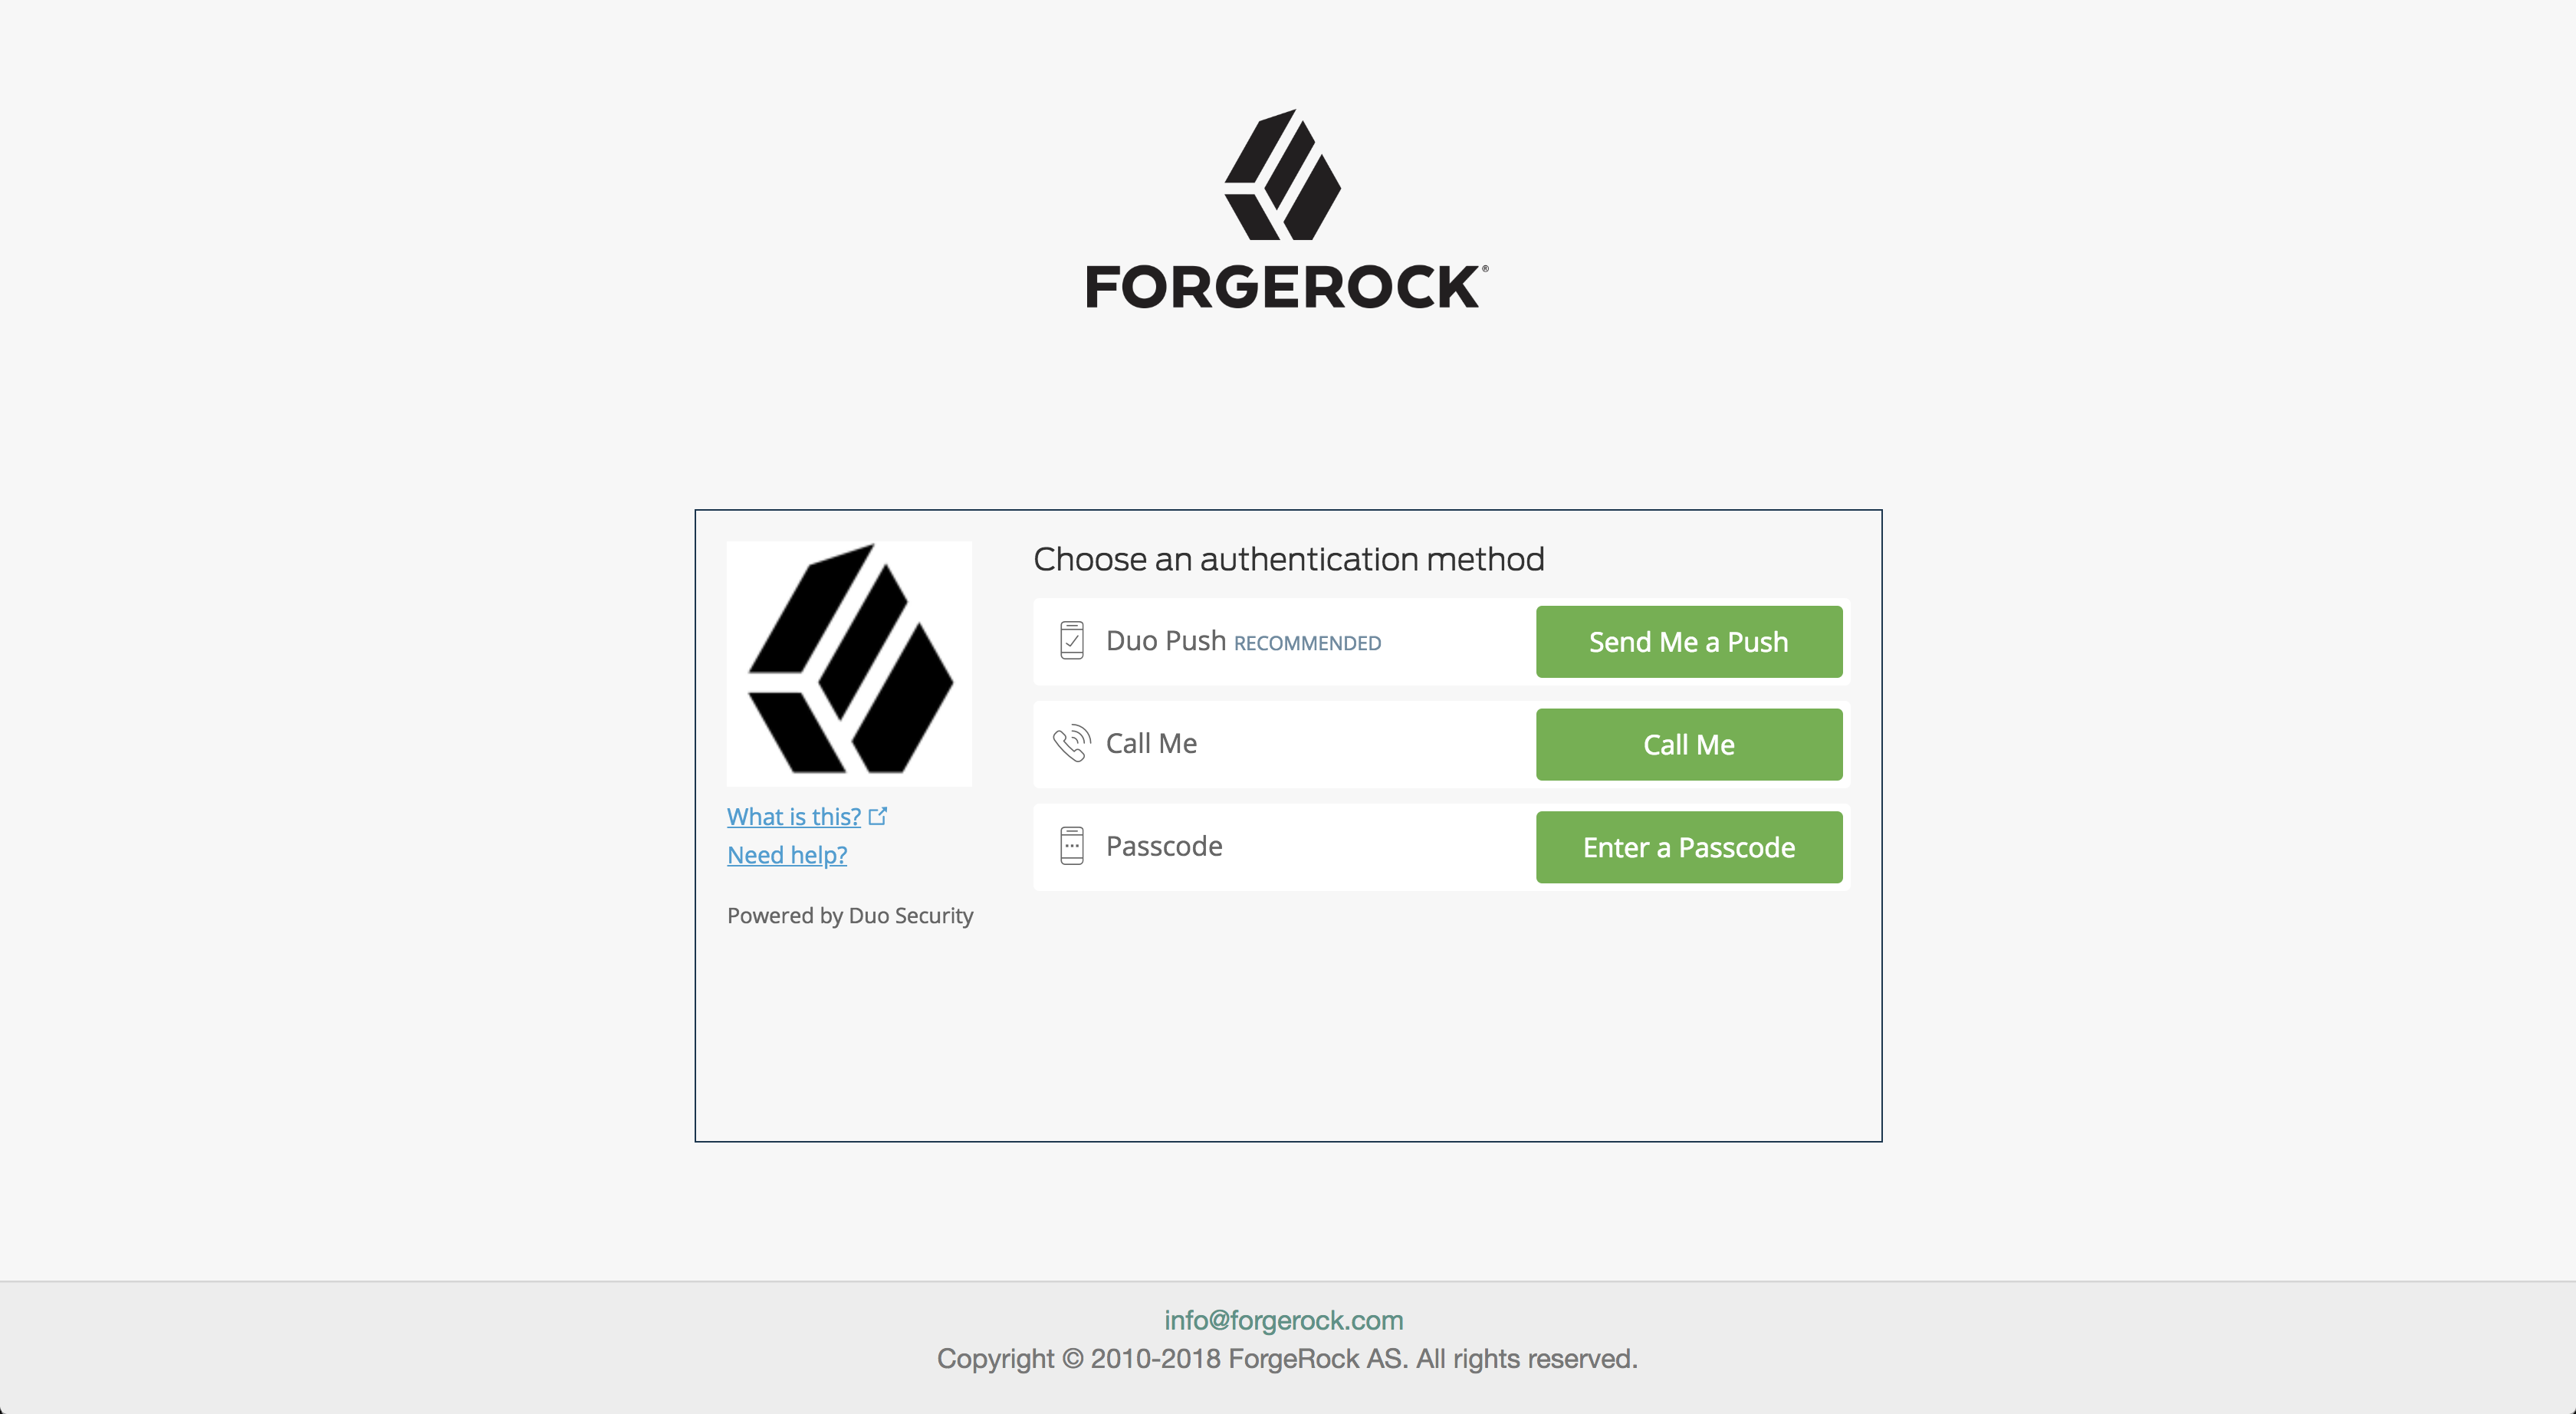 FORGEROCK®
Choose an authentication method
Duo Push RECOMMENDED
Send Me a Push
Call Me
Call Me
Passcode
Enter a Passcode
What is this?
Need help?
Powered by Duo Security
info@forgerock.com
Copyright © 2010-2018 ForgeRock AS. All rights reserved.